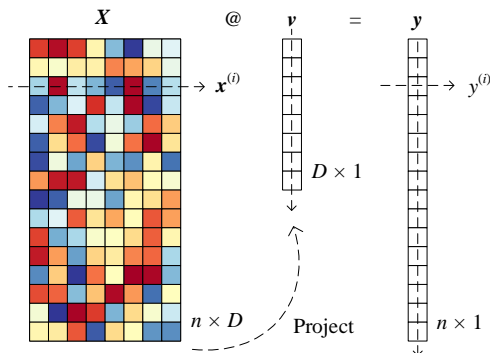 X @ v = y
x^(i) y^(i)
D × 1
n × D Project n × 1